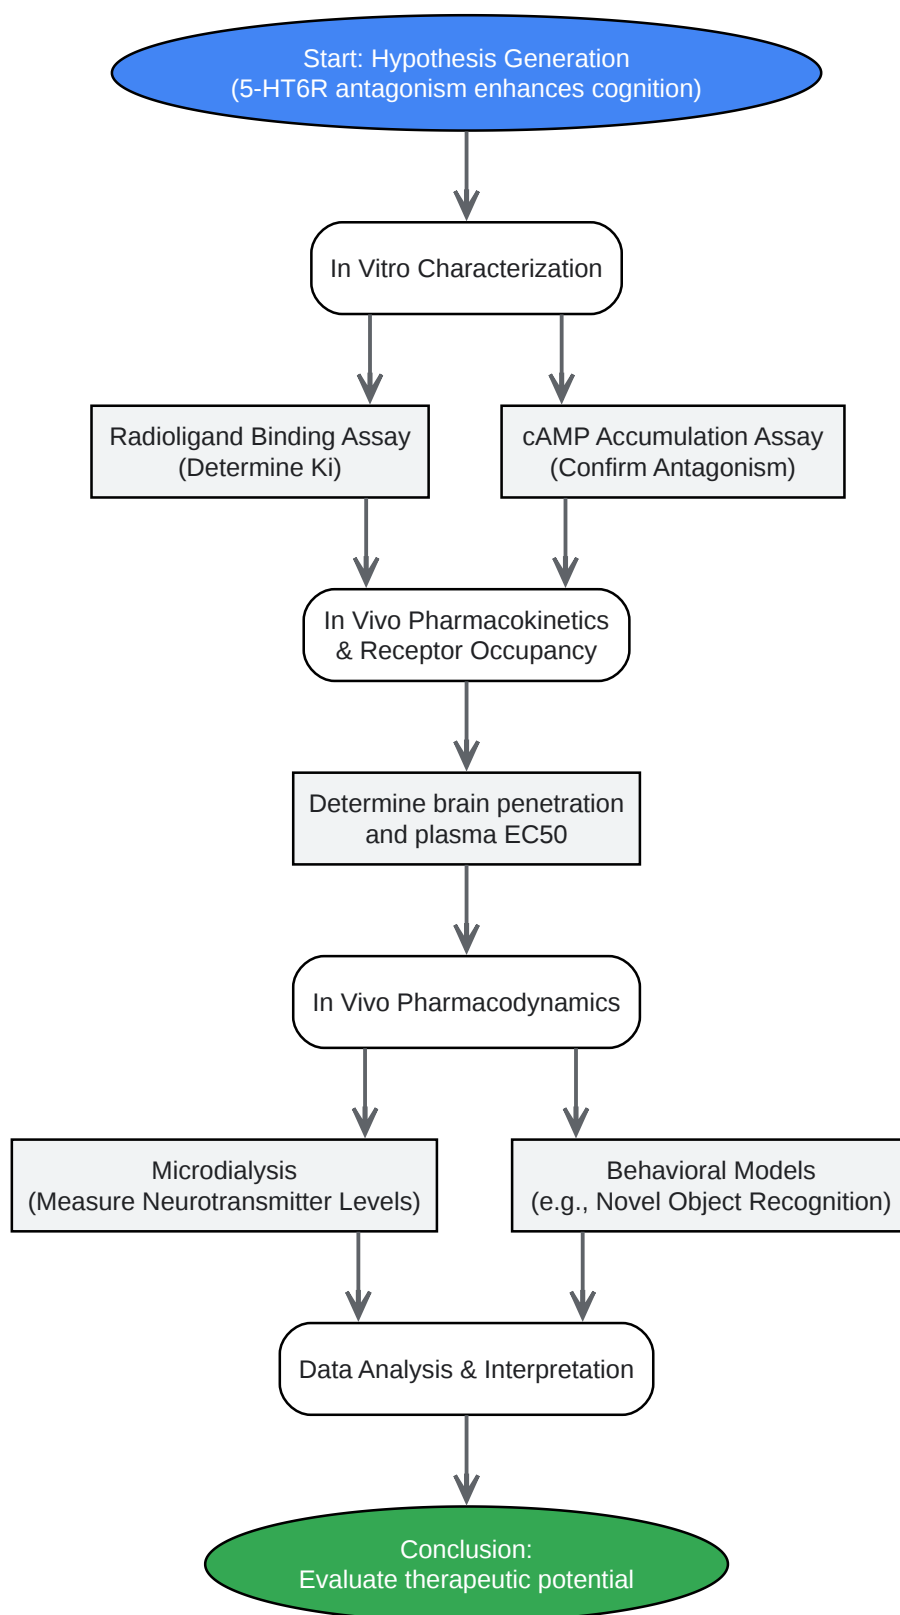 Start: Hypothesis Generation
(5-HT6R antagonism enhances cognition)
In Vitro Characterization
Radioligand Binding Assay
(Determine Ki)
cAMP Accumulation Assay
(Confirm Antagonism)
In Vivo Pharmacokinetics
& Receptor Occupancy
Determine brain penetration
and plasma EC50
In Vivo Pharmacodynamics
Microdialysis
(Measure Neurotransmitter Levels)
Behavioral Models
(e.g., Novel Object Recognition)
Data Analysis & Interpretation
Conclusion:
Evaluate therapeutic potential